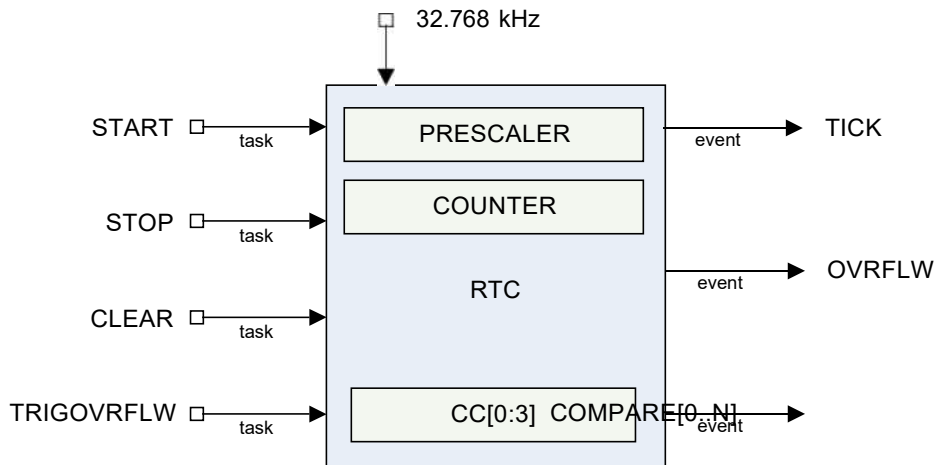 32.768 kHz
START
task
PRESCALER
event
TICK
STOP
task
COUNTER
RTC
event
OVRFLW
CLEAR
task
TRIGOVRFLW
task
CC[0:3]
COMPARE[0..N]
event